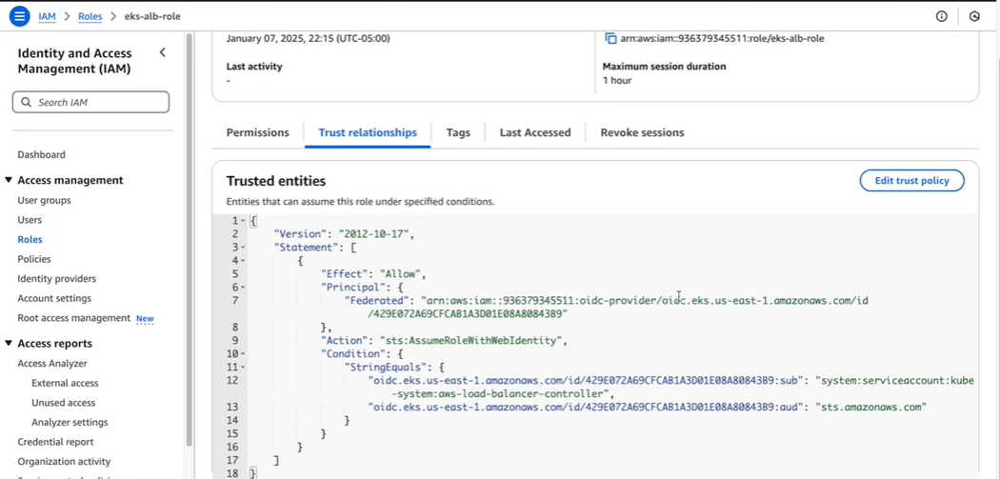 IAM > Roles > eks-alb-role
Identity and Access
Management (IAM)
Search IAM
Dashboard
Access management
User groups
Users
Roles
Policies
Identity providers
Account settings
Root access management New
Access reports
Access Analyzer
External access
Unused access
Analyzer settings
Credential report
Organization activity
January 07, 2025, 22:15 (UTC-05:00)
arn:aws:iam::936379345511:role/eks-alb-role
Last activity
-
Maximum session duration
1 hour
Permissions
Trust relationships
Tags
Last Accessed
Revoke sessions
Trusted entities
Edit trust policy
Entities that can assume this role under specified conditions.
1 {
2 "Version": "2012-10-17",
3 "Statement": [
4 {
5 "Effect": "Allow",
6 "Principal": {
7 "Federated": "arn:aws:iam::936379345511:oidc-provider/oidc.eks.us-east-1.amazonaws.com/id
/429E072A69CFCAB1A3D01E08A80843B9"
8 },
9 "Action": "sts:AssumeRoleWithWebIdentity",
10 "Condition": {
11 "StringEquals": {
12 "oidc.eks.us-east-1.amazonaws.com/id/429E072A69CFCAB1A3D01E08A80843B9:sub": "system:serviceaccount:kube
-system:aws-load-balancer-controller",
13 "oidc.eks.us-east-1.amazonaws.com/id/429E072A69CFCAB1A3D01E08A80843B9:aud": "sts.amazonaws.com"
14 }
15 }
16 }
17 ]
18 }